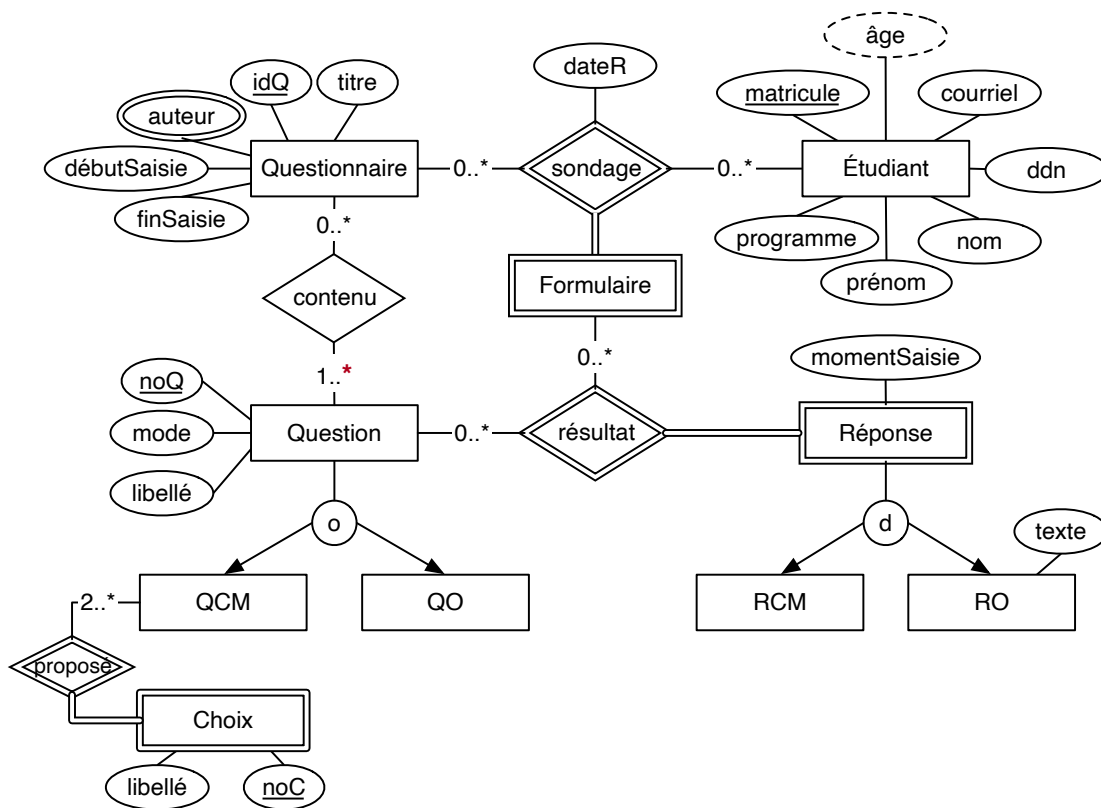 âge
idQ
titre
dateR
matricule
courriel
auteur
débutSaisie
Questionnaire
0..*
sondage
0..*
Étudiant
ddn
finSaisie
0..*
programme
nom
prénom
contenu
Formulaire
0..*
momentSaisie
1..*
noQ
mode
Question
0..*
résultat
Réponse
libellé
o
d
texte
2..*
QCM
QO
RCM
RO
proposé
Choix
libellé
noC